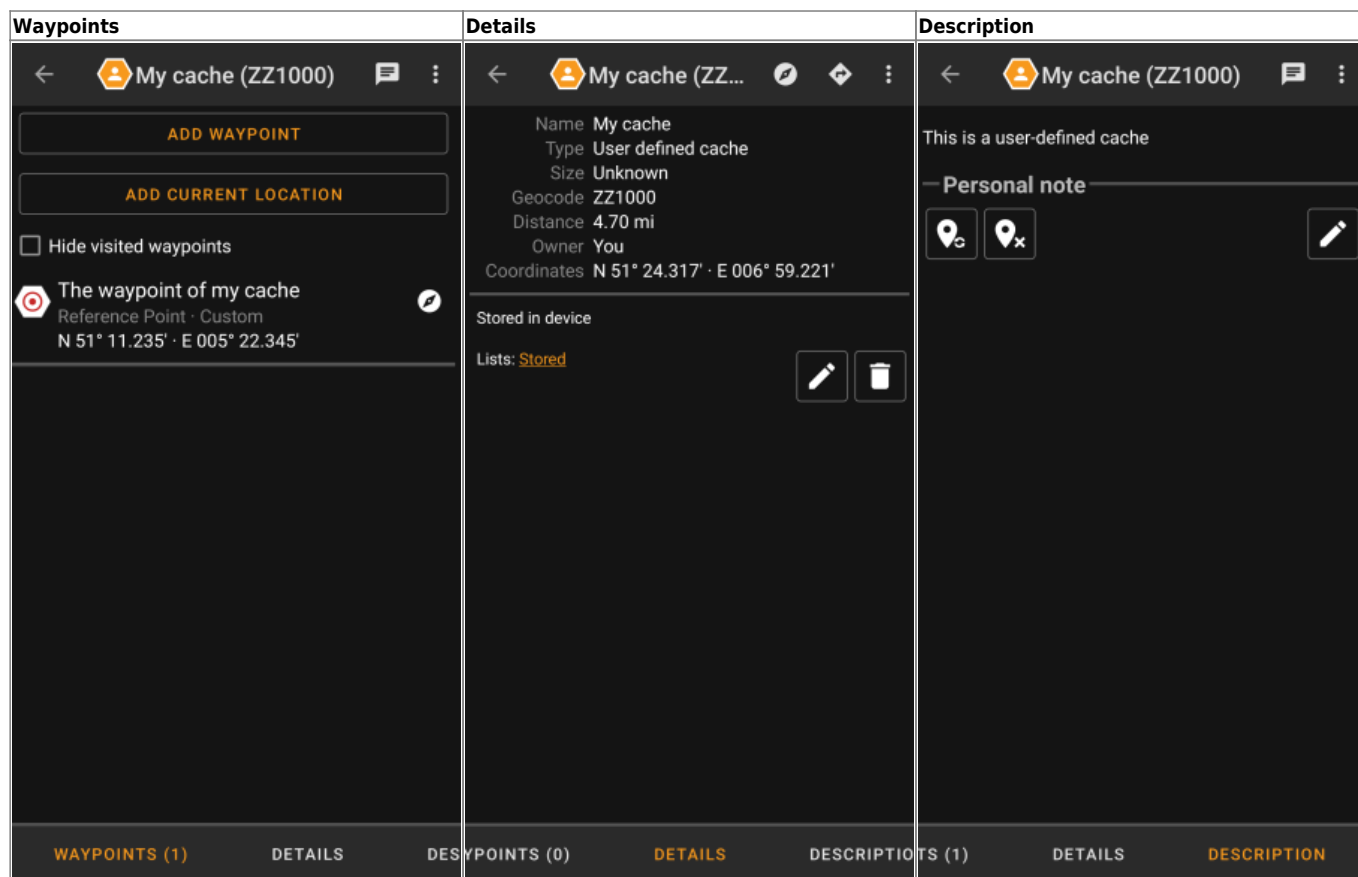 Waypoints
My cache (ZZ1000)
ADD WAYPOINT
ADD CURRENT LOCATION
Hide visited waypoints
The waypoint of my cache
Reference Point · Custom
N 51° 11.235' · E 005° 22.345'
WAYPOINTS (1) DETAILS DES
Details
My cache (ZZ...
Name My cache
Type User defined cache
Size Unknown
Geocode ZZ1000
Distance 4.70 mi
Owner You
Coordinates N 51° 24.317' · E 006° 59.221'
Stored in device
Lists: Stored
YPOINTS (0) DETAILS DESCRIPTIO
Description
My cache (ZZ1000)
This is a user-defined cache
Personal note
TS (1) DETAILS DESCRIPTION